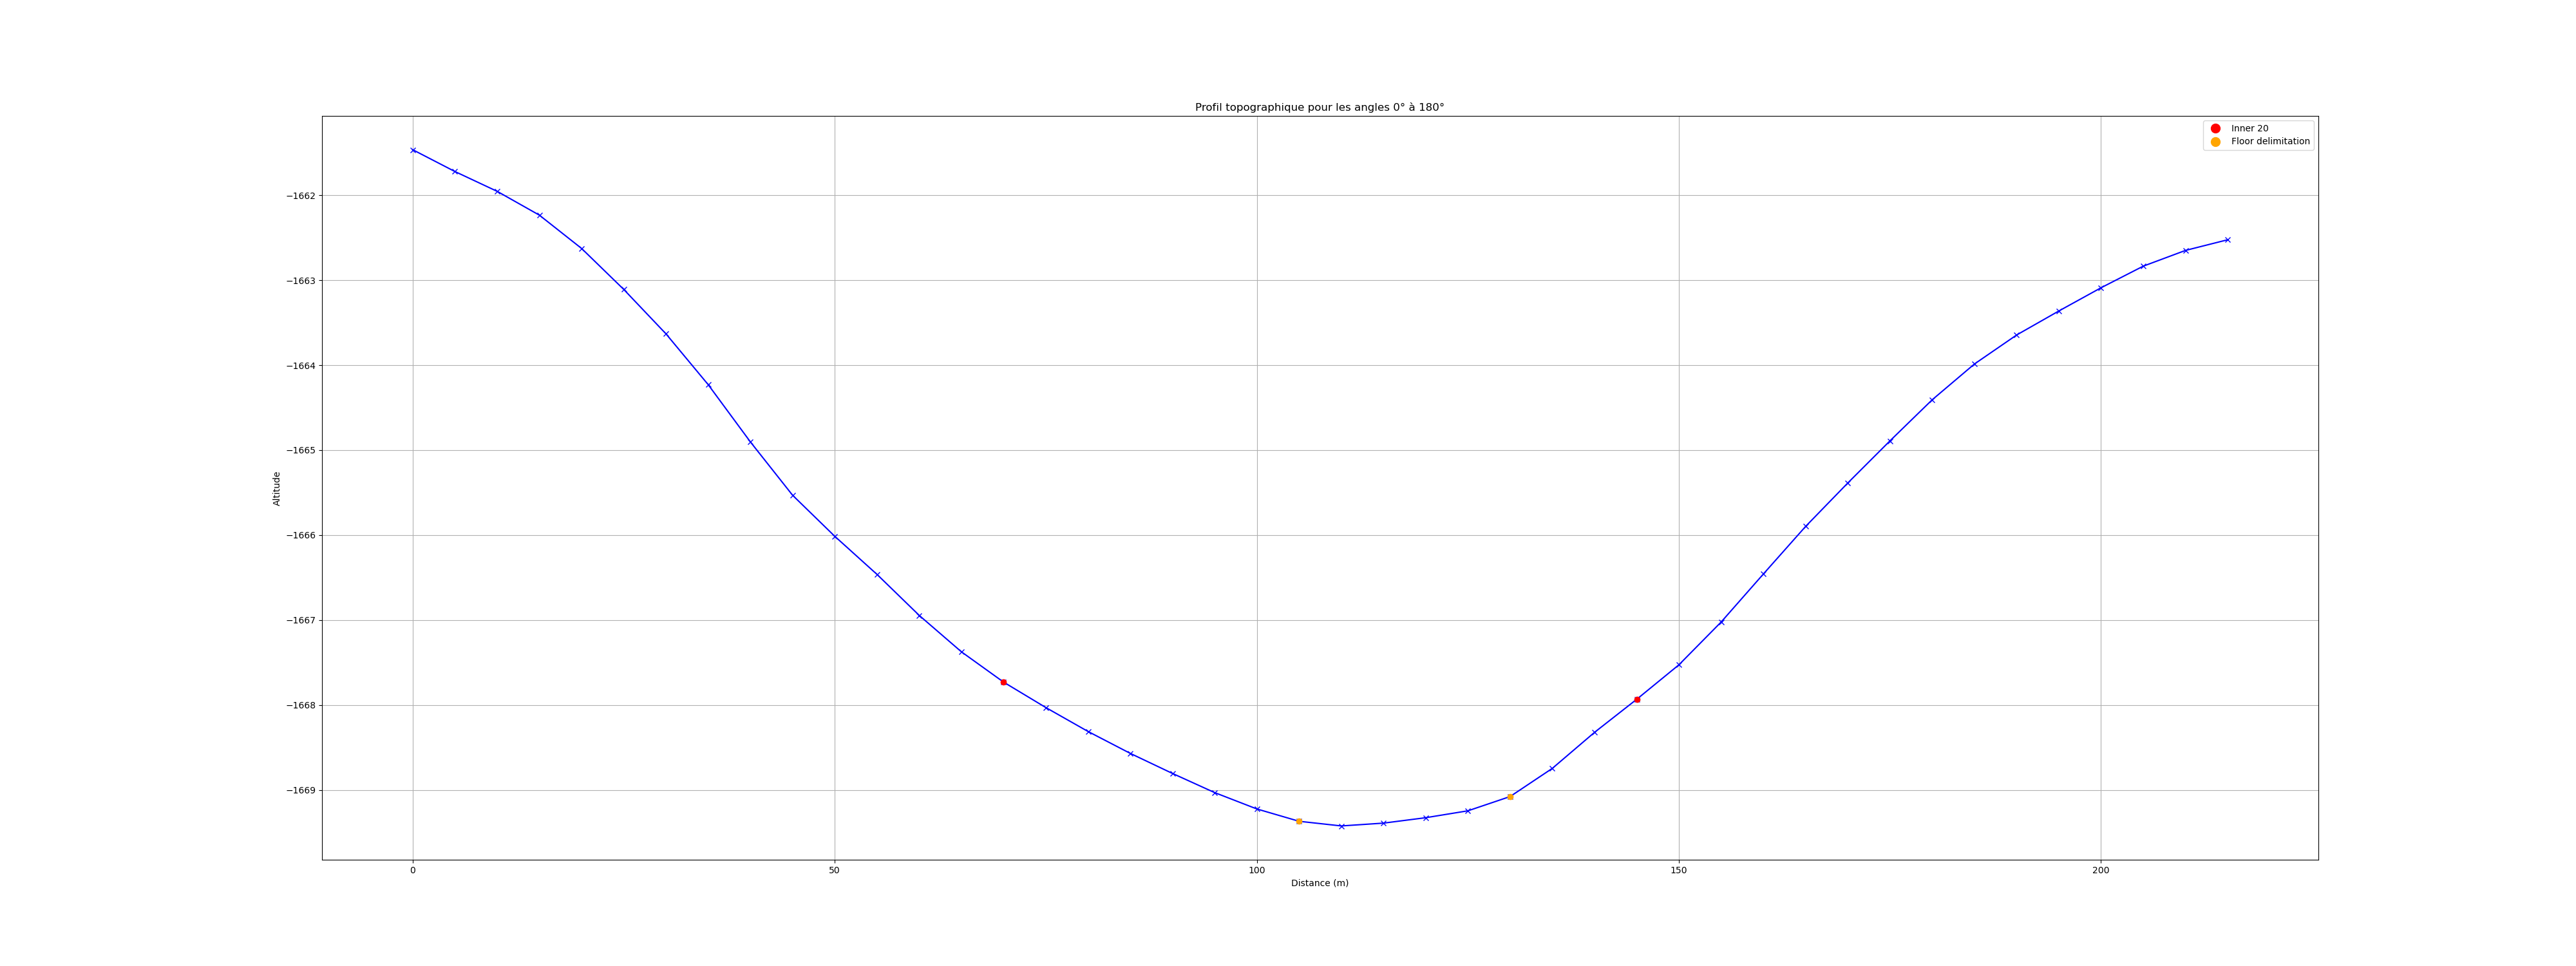 Profil topographique pour les angles 0° à 180°
Inner 20
Floor delimitation
Altitude
−1662
−1663
−1664
−1665
−1666
−1667
−1668
−1669
0
50
100
150
200
Distance (m)